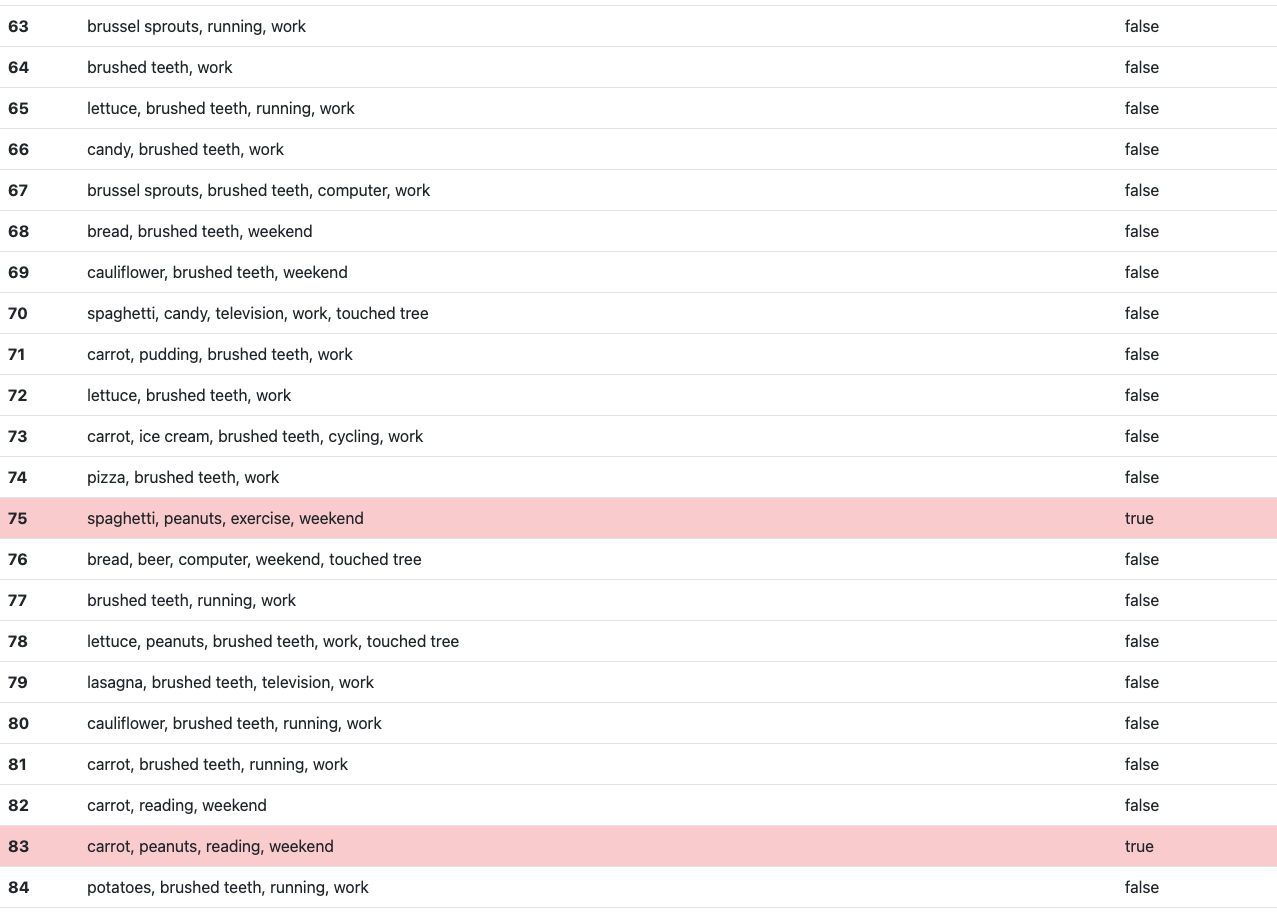 63 brussel sprouts, running, work false
64 brushed teeth, work false
65 lettuce, brushed teeth, running, work false
66 candy, brushed teeth, work false
67 brussel sprouts, brushed teeth, computer, work false
68 bread, brushed teeth, weekend false
69 cauliflower, brushed teeth, weekend false
70 spaghetti, candy, television, work, touched tree false
71 carrot, pudding, brushed teeth, work false
72 lettuce, brushed teeth, work false
73 carrot, ice cream, brushed teeth, cycling, work false
74 pizza, brushed teeth, work false
75 spaghetti, peanuts, exercise, weekend true
76 bread, beer, computer, weekend, touched tree false
77 brushed teeth, running, work false
78 lettuce, peanuts, brushed teeth, work, touched tree false
79 lasagna, brushed teeth, television, work false
80 cauliflower, brushed teeth, running, work false
81 carrot, brushed teeth, running, work false
82 carrot, reading, weekend false
83 carrot, peanuts, reading, weekend true
84 potatoes, brushed teeth, running, work false